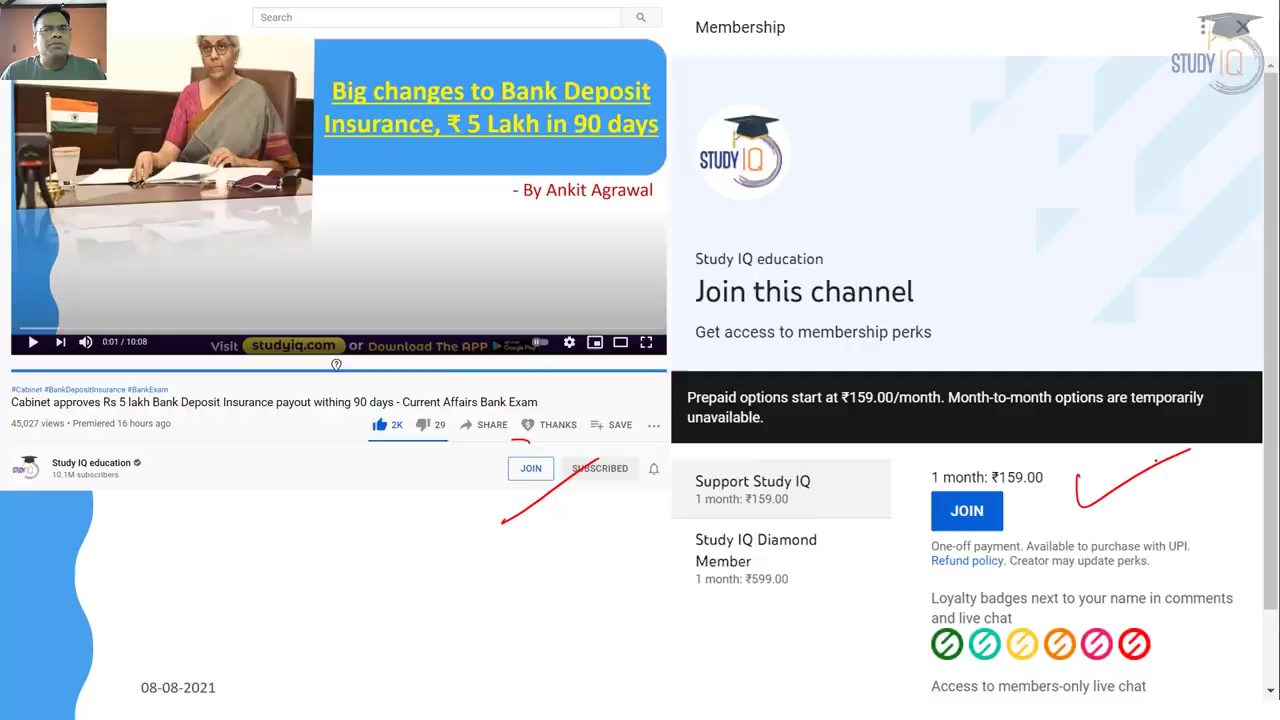 Search
Big changes to Bank Deposit
Insurance, ₹ 5 Lakh in 90 days
- By Ankit Agrawal
0:01 / 10:08
Visit studyiq.com or Download The APP Google Play
#Cabinet #BankDepositInsurance #BankExam
Cabinet approves Rs 5 lakh Bank Deposit Insurance payout withing 90 days - Current Affairs Bank Exam
45,027 views • Premiered 16 hours ago
2K 29 SHARE THANKS SAVE
STUDY IQ
Study IQ education
10.1M subscribers
JOIN SUBSCRIBED
08-08-2021
Membership
STUDY IQ
STUDY IQ
Study IQ education
Join this channel
Get access to membership perks
Prepaid options start at ₹159.00/month. Month-to-month options are temporarily
unavailable.
Support Study IQ
1 month: ₹159.00
Study IQ Diamond
Member
1 month: ₹599.00
1 month: ₹159.00
JOIN
One-off payment. Available to purchase with UPI.
Refund policy. Creator may update perks.
Loyalty badges next to your name in comments
and live chat
Access to members-only live chat